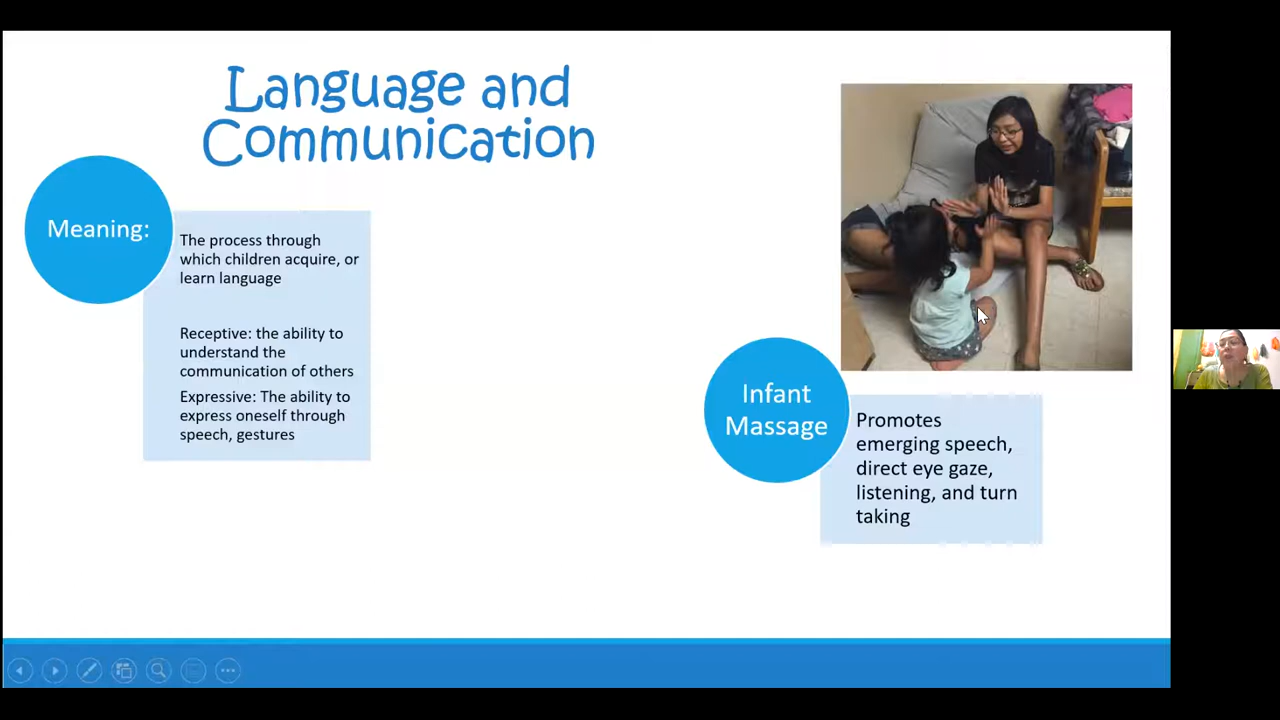 Language and
Communication
Meaning:
The process through
which children acquire, or
learn language
Receptive: the ability to
understand the
communication of others
Expressive: The ability to
express oneself through
speech, gestures
Infant
Massage
Promotes
emerging speech,
direct eye gaze,
listening, and turn
taking